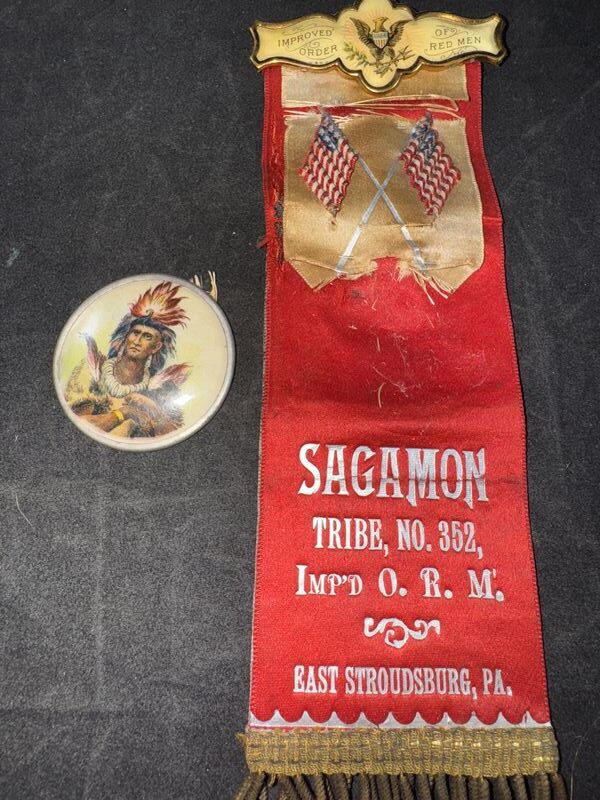 IMPROVED ORDER
OF RED MEN
SAGAMON
TRIBE, NO. 352,
IMP'D O. R. M.
EAST STROUDSBURG, PA.